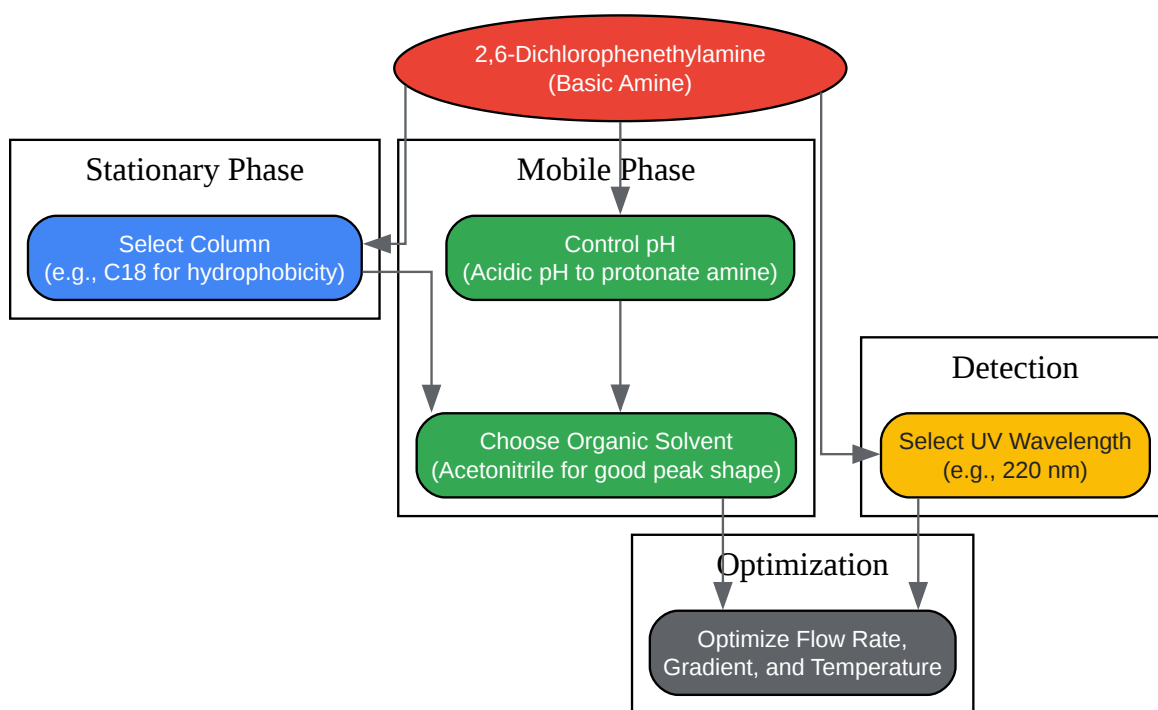 2,6-Dichlorophenethylamine
(Basic Amine)
Stationary Phase
Select Column
(e.g., C18 for hydrophobicity)
Mobile Phase
Control pH
(Acidic pH to protonate amine)
Choose Organic Solvent
(Acetonitrile for good peak shape)
Detection
Select UV Wavelength
(e.g., 220 nm)
Optimization
Optimize Flow Rate,
Gradient, and Temperature